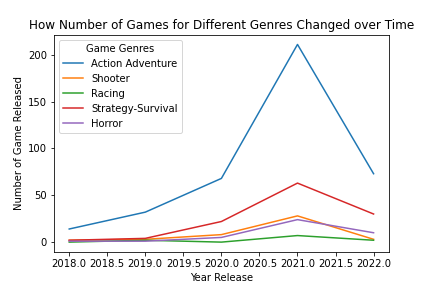 How Number of Games for Different Genres Changed over Time
Game Genres
Action Adventure
Shooter
Racing
Strategy-Survival
Horror
Number of Game Released
200
150
100
50
0
2018.0 2018.5 2019.0 2019.5 2020.0 2020.5 2021.0 2021.5 2022.0
Year Release